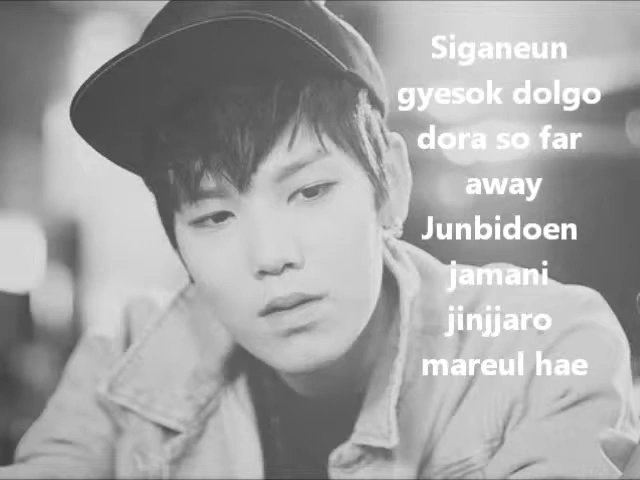 Siganeun
gyesok dolgo
dora so far
away
Junbidoen
jamani
jinjjaro
mareul hae